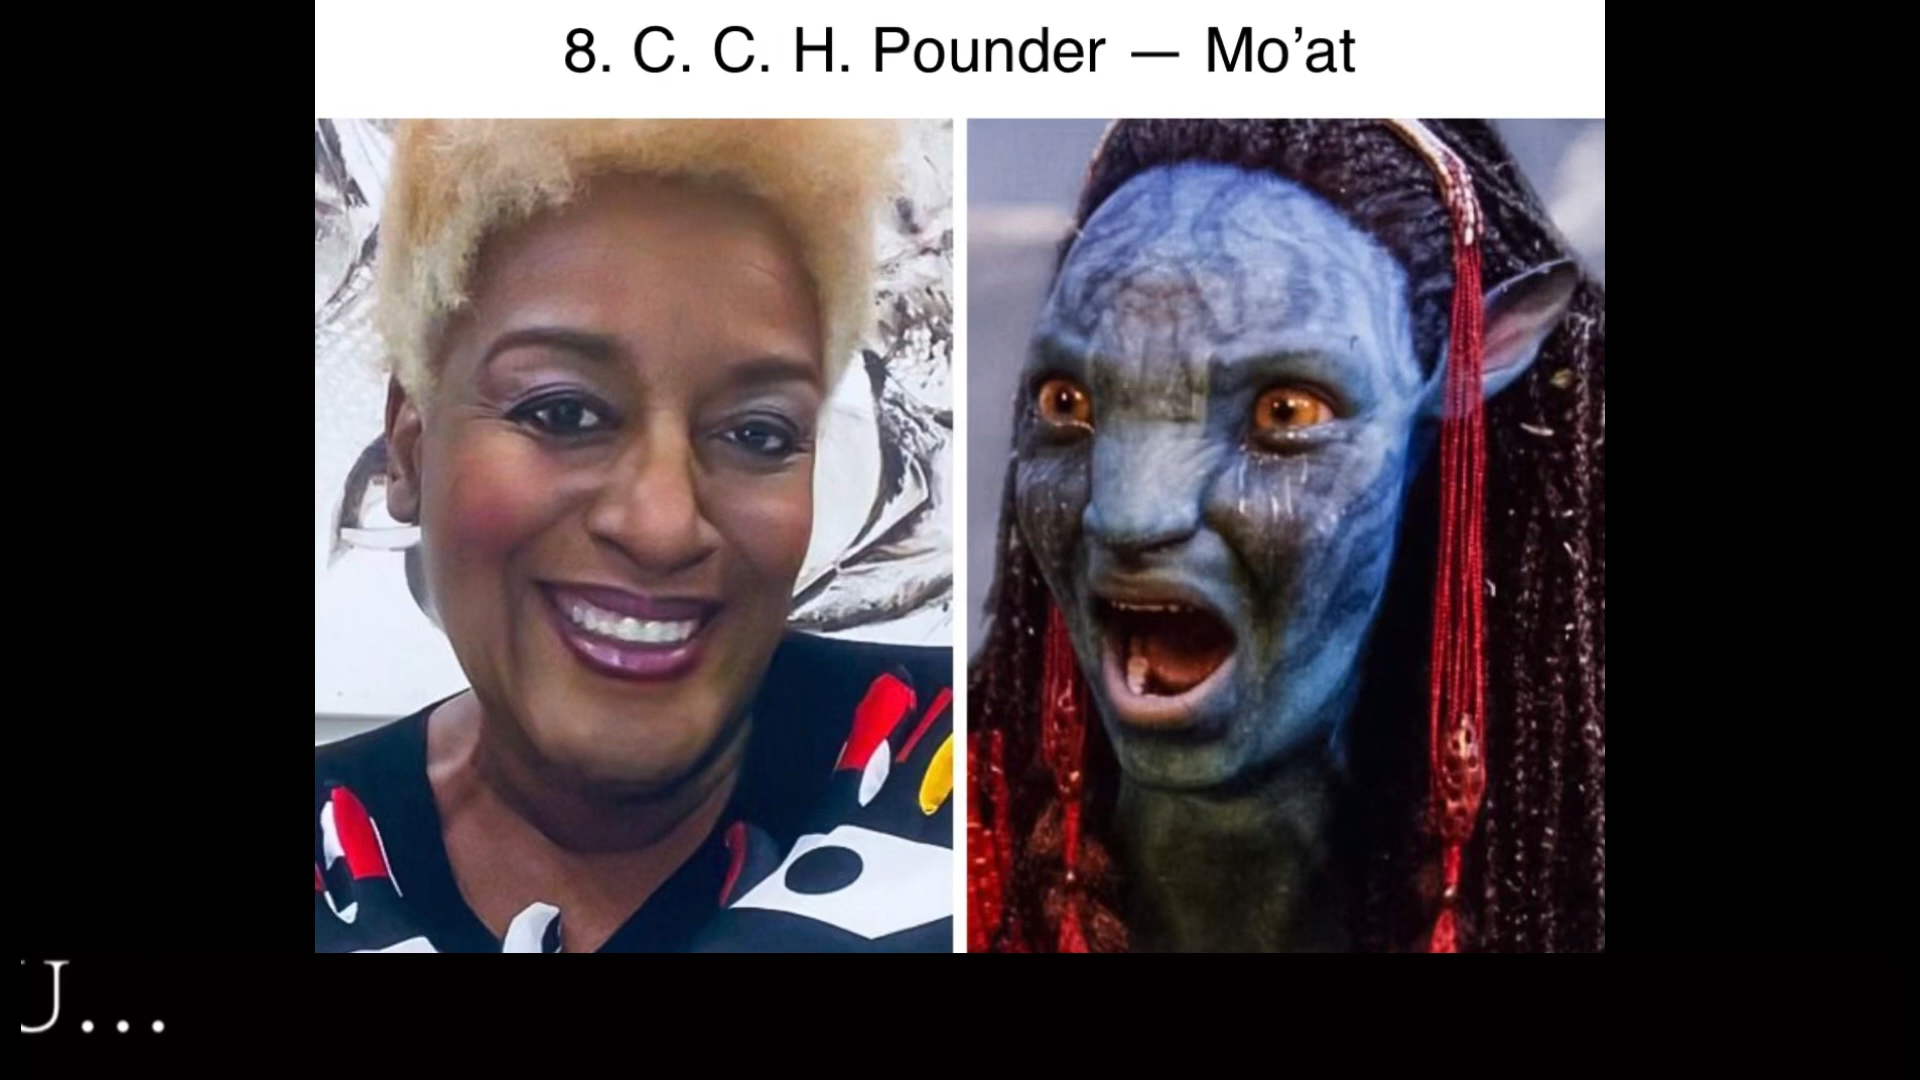 8. C. C. H. Pounder — Mo’at
J...